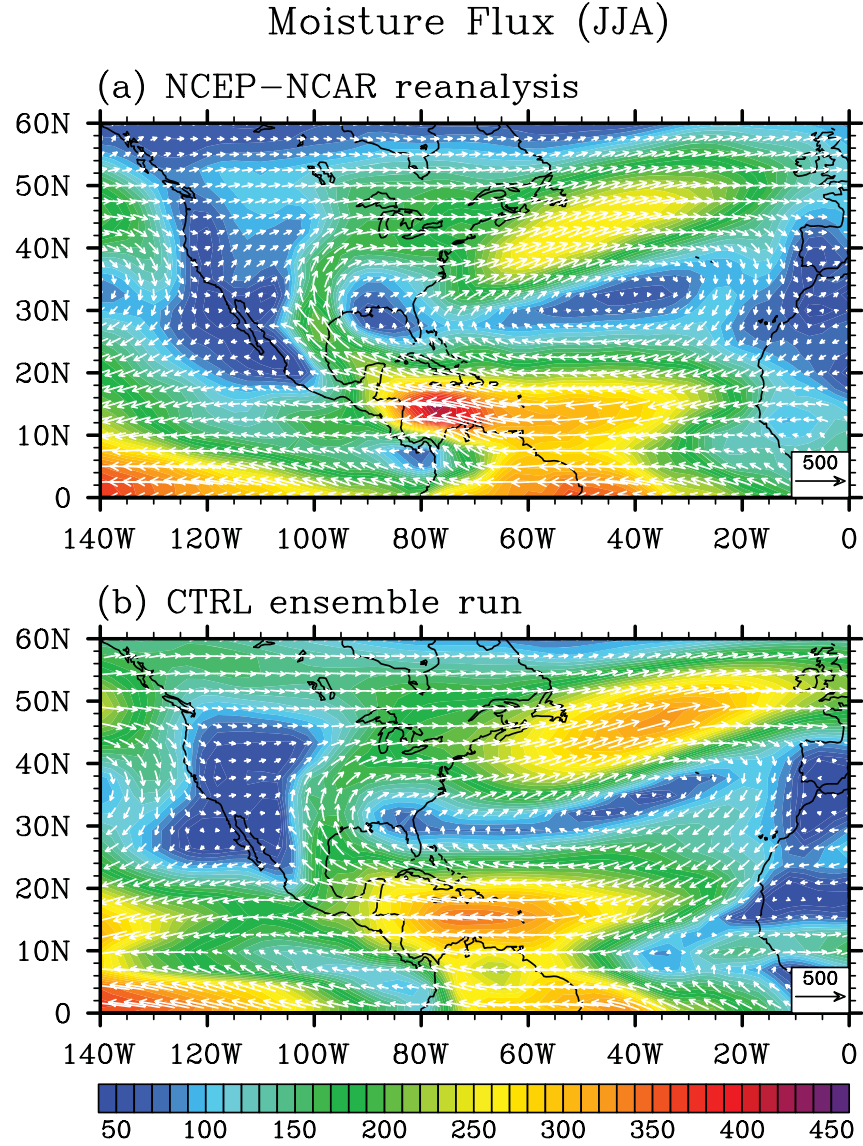 Moisture Flux (JJA)
(a) NCEP−NCAR reanalysis
60N
50N
40N
30N
20N
10N
0
500
140W 120W 100W 80W 60W 40W 20W 0
(b) CTRL ensemble run
60N
50N
40N
30N
20N
10N
0
500
140W 120W 100W 80W 60W 40W 20W 0
50 100 150 200 250 300 350 400 450